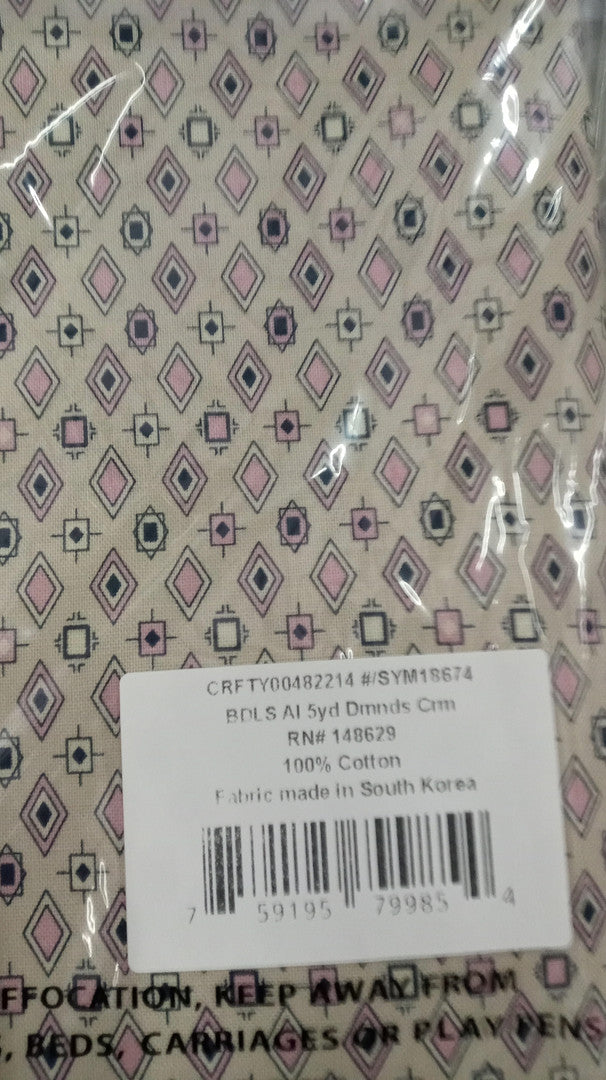 CRFTY00482214 #/SYM18674
BDLS AI 5yd Dmnds Crm
RN# 148629
100% Cotton
Fabric made in South Korea
7 59195 79985 4
FFOCATION, KEEP AWAY FROM
S, BEDS, CARRIAGES OR PLAY PENS